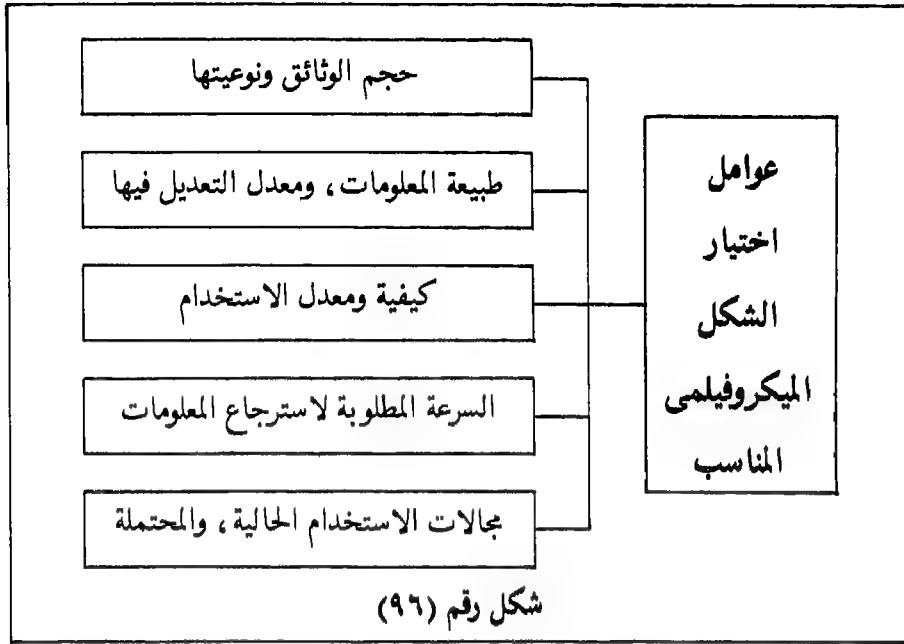 عوامل
اختيار
الشكل
الميكروفيلمى
المناسب
حجم الوثائق ونوعيتها
طبيعة المعلومات، ومعدل التعديل فيها
كيفية ومعدل الاستخدام
السرعة المطلوبة لاسترجاع المعلومات
مجالات الاستخدام الحالية، والمحتملة
شكل رقم (٩٦)